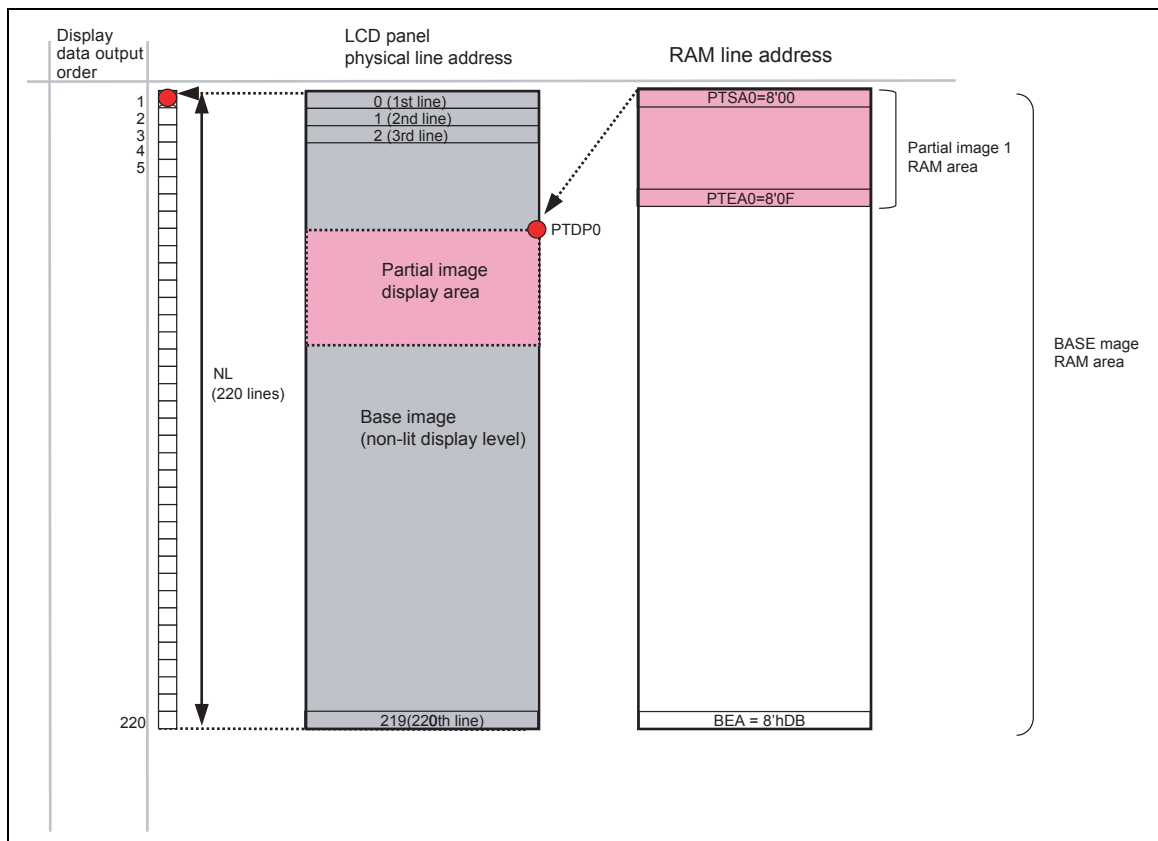 Display
data output
order
LCD panel
physical line address
RAM line address
1
2
3
4
5
220
NL
(220 lines)
0 (1st line)
1 (2nd line)
2 (3rd line)
PTDP0
Partial image
display area
Base image
(non-lit display level)
219(220th line)
PTSA0=8'00
PTEA0=8'0F
BEA = 8'hDB
Partial image 1
RAM area
BASE mage
RAM area